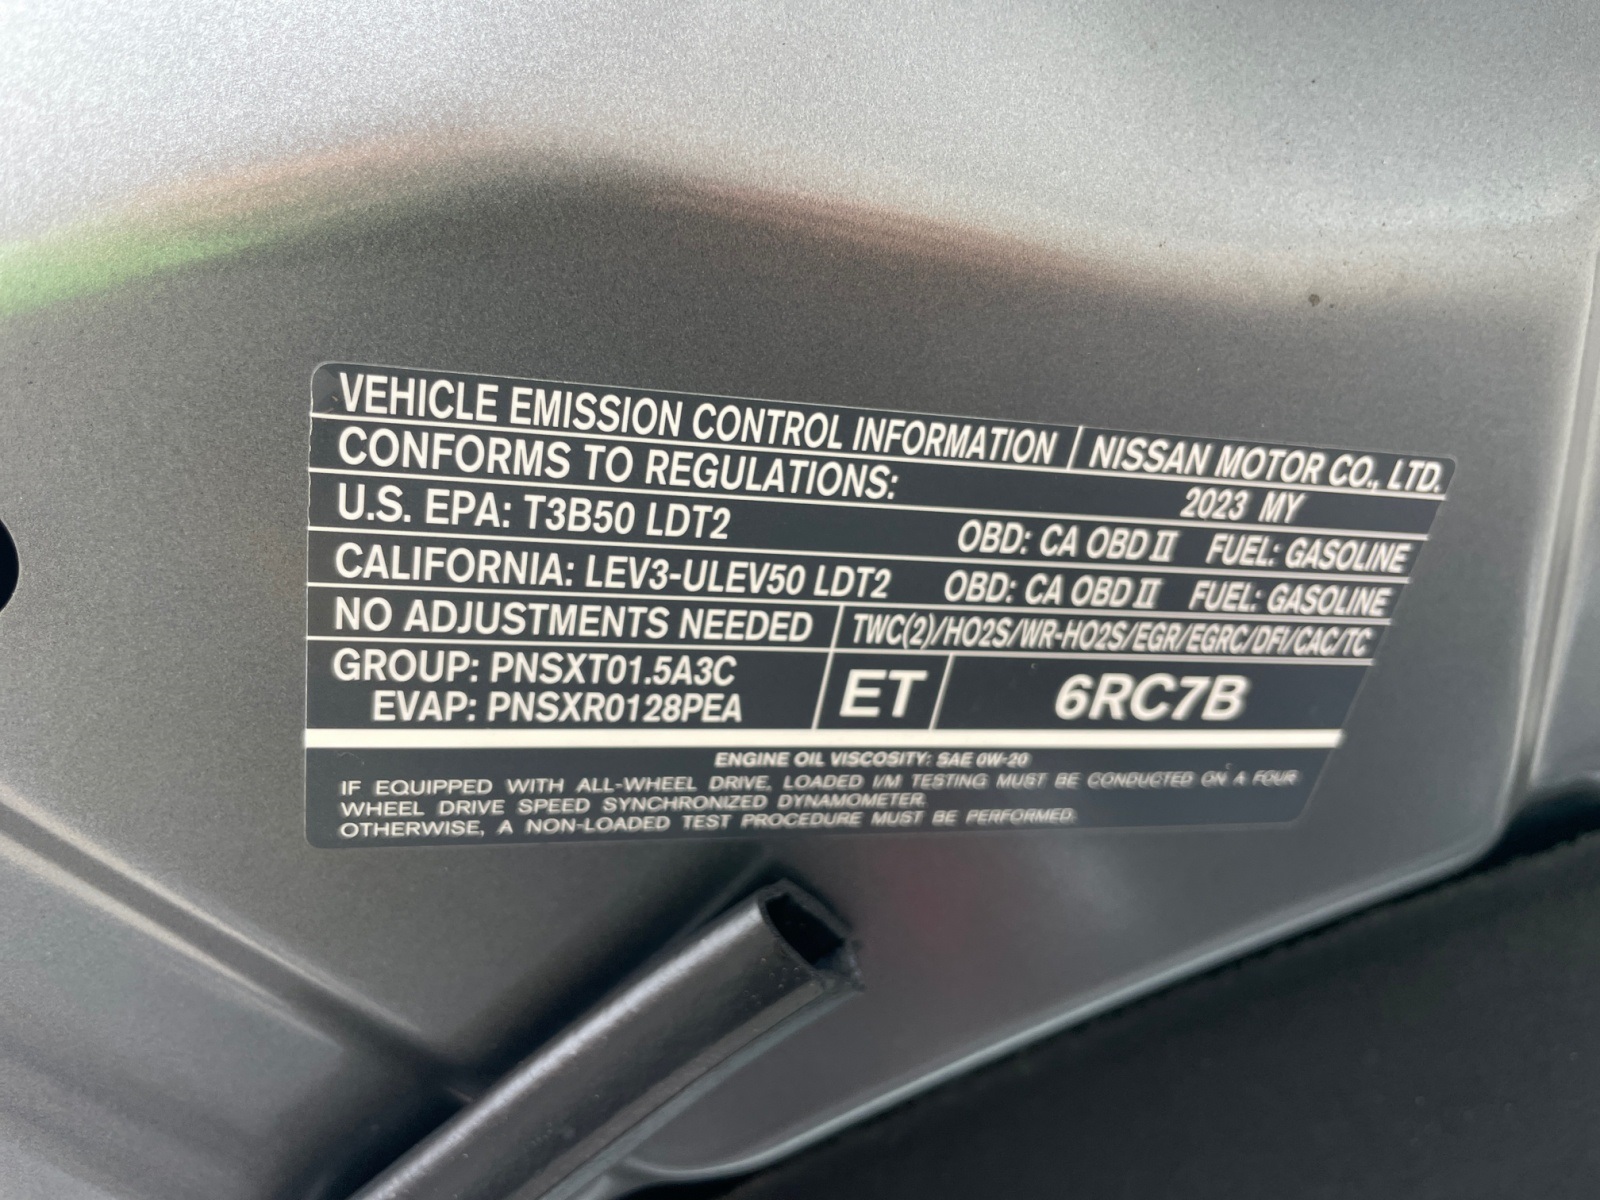 VEHICLE EMISSION CONTROL INFORMATION NISSAN MOTOR CO., LTD.
CONFORMS TO REGULATIONS: 2023 MY
U.S. EPA: T3B50 LDT2 OBD: CA OBD II FUEL: GASOLINE
CALIFORNIA: LEV3-ULEV50 LDT2 OBD: CA OBD II FUEL: GASOLINE
NO ADJUSTMENTS NEEDED TWC(2)/HO2S/WR-HO2S/EGR/EGRC/DFI/CAC/TC
GROUP: PNSXT01.5A3C
EVAP: PNSXR0128PEA
ET 6RC7B
ENGINE OIL VISCOSITY: SAE 0W-20
IF EQUIPPED WITH ALL-WHEEL DRIVE, LOADED I/M TESTING MUST BE CONDUCTED ON A FOUR
WHEEL DRIVE SPEED SYNCHRONIZED DYNAMOMETER.
OTHERWISE, A NON-LOADED TEST PROCEDURE MUST BE PERFORMED.